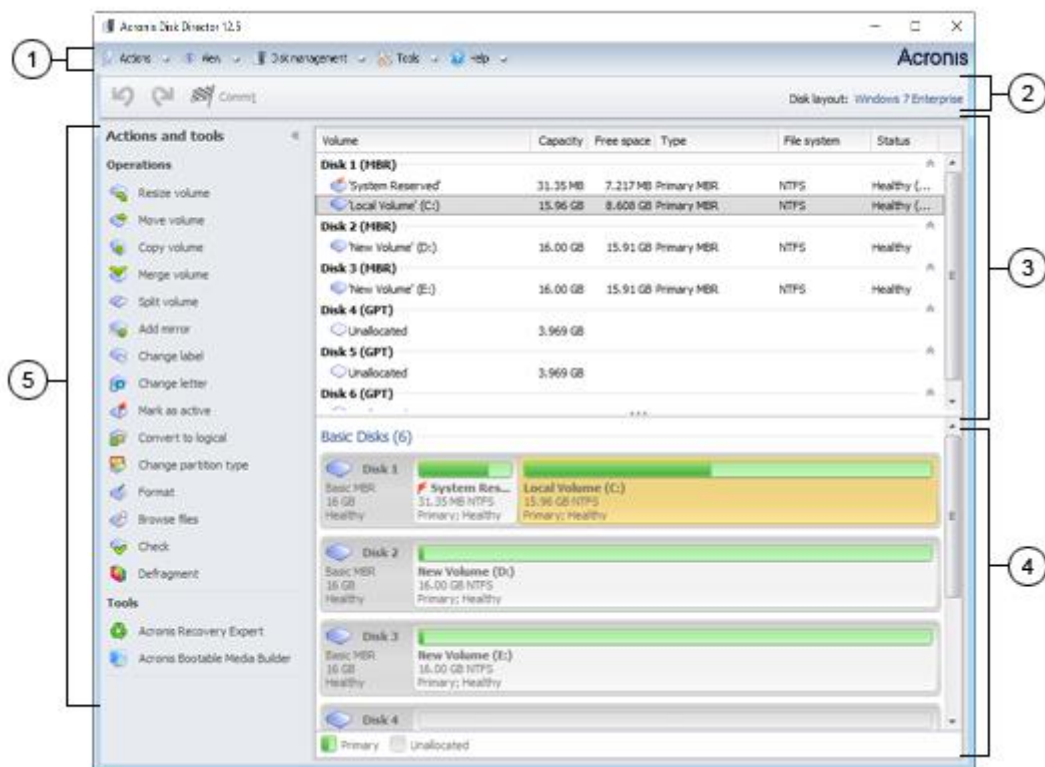 Acronis Disk Director 12.5
1
Actions View Disk management Tools Help
Acronis
Commit
Disk layout: Windows 7 Enterprise
2
5
Actions and tools
Operations
Resize volume
Move volume
Copy volume
Merge volume
Split volume
Add mirror
Change label
Change letter
Mark as active
Convert to logical
Change partition type
Format
Browse files
Check
Defragment
Tools
Acronis Recovery Expert
Acronis Bootable Media Builder
Volume Capacity Free space Type File system Status
Disk 1 (MBR)
'System Reserved' 31.35 MB 7.217 MB Primary MBR NTFS Healthy (...
'Local Volume' (C:) 15.96 GB 8.608 GB Primary MBR NTFS Healthy (...
Disk 2 (MBR)
'New Volume' (D:) 16.00 GB 15.91 GB Primary MBR NTFS Healthy
Disk 3 (MBR)
'New Volume' (E:) 16.00 GB 15.91 GB Primary MBR NTFS Healthy
Disk 4 (GPT)
Unallocated 3.969 GB
Disk 5 (GPT)
Unallocated 3.969 GB
Disk 6 (GPT)
3
Basic Disks (6)
Disk 1
Basic MBR
16 GB
Healthy
System Res...
31.35 MB NTFS
Primary; Healthy
Local Volume (C:)
15.96 GB NTFS
Primary; Healthy
Disk 2
Basic MBR
16 GB
Healthy
New Volume (D:)
16.00 GB NTFS
Primary; Healthy
Disk 3
Basic MBR
16 GB
Healthy
New Volume (E:)
16.00 GB NTFS
Primary; Healthy
Disk 4
Primary Unallocated
4